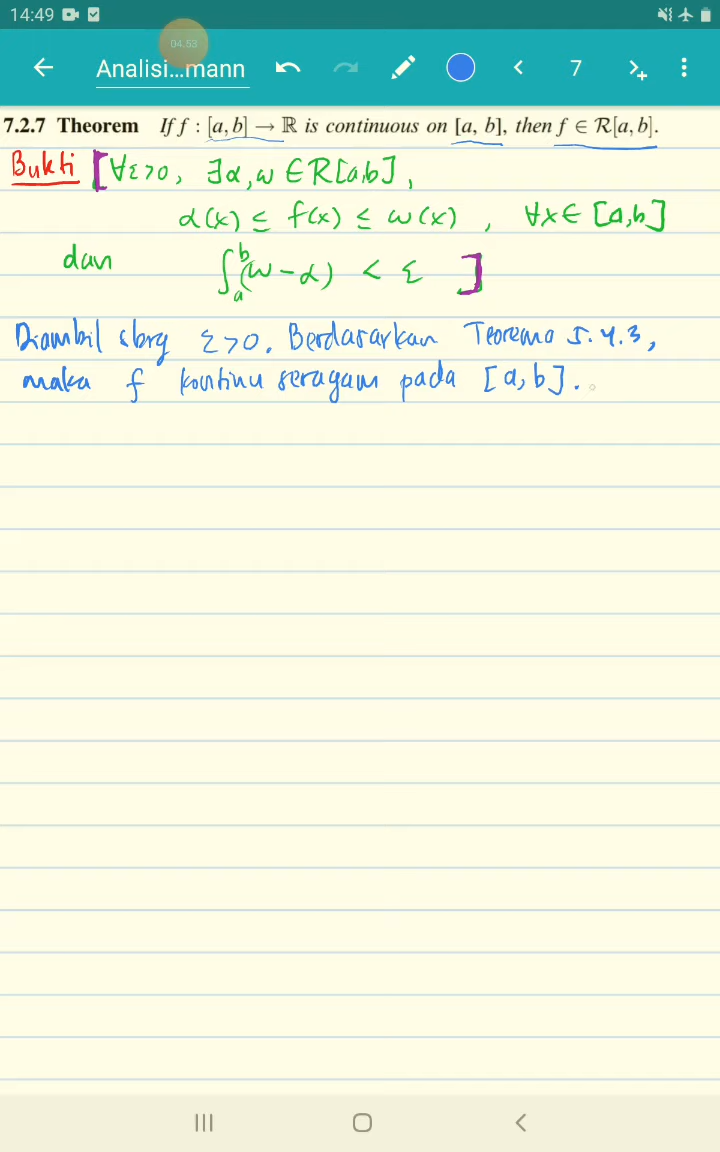 14:49
04.53
Analisi...mann
7
7.2.7 Theorem If f : [a, b] → ℝ is continuous on [a, b], then f ∈ R[a, b].
Bukti [∀ε>0, ∃α,ω ∈ R[a,b],
α(x) ≤ f(x) ≤ ω(x) , ∀x∈ [a,b]
dan ∫ₐᵇ(ω-α) < ε ]
Diambil sbrg ε>0. Berdasarkan Teorema 5.4.3,
maka f kontinu seragam pada [a,b].